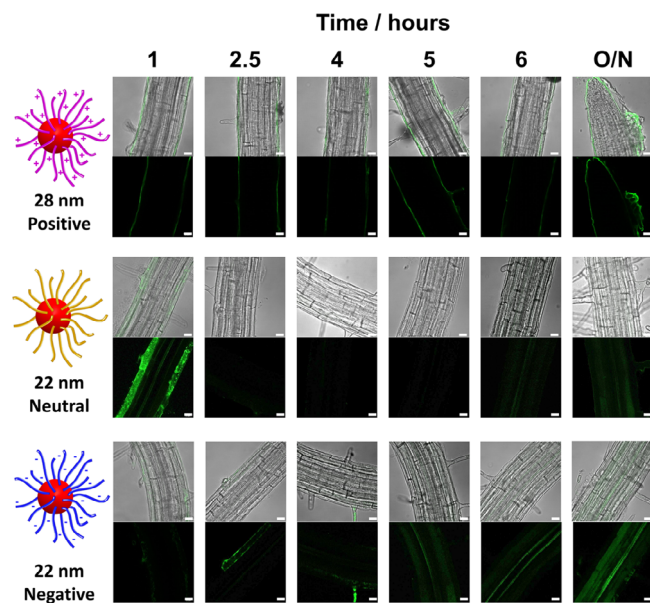 Time / hours
1 2.5 4 5 6 O/N
28 nm
Positive
22 nm
Neutral
22 nm
Negative